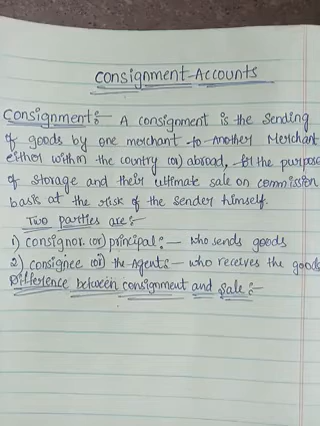 Consignment-Accounts
Consignment:- A consignment is the sending
of goods by one merchant to Another Merchant
either within the country (or) abroad, for the purpose
of storage and their ultimate sale on commission
basis at the risk of the sender himself.
Two parties are:-
1) consignor (or) principal:- who sends goods
2) consignee (or) the Agents:- who receives the goods
Difference between consignment and sale:-